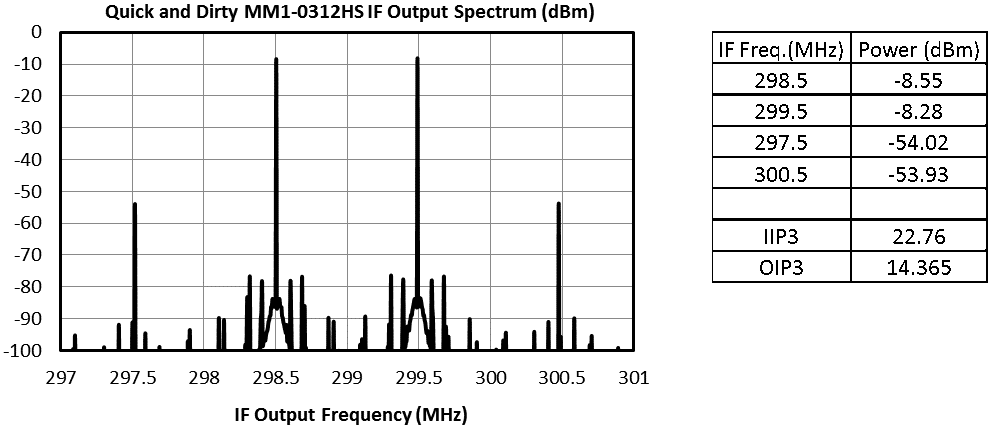 Quick and Dirty MM1-0312HS IF Output Spectrum (dBm)
0
-10
-20
-30
-40
-50
-60
-70
-80
-90
-100
297 297.5 298 298.5 299 299.5 300 300.5 301
IF Output Frequency (MHz)
IF Freq.(MHz) Power (dBm)
298.5 -8.55
299.5 -8.28
297.5 -54.02
300.5 -53.93
IIP3 22.76
OIP3 14.365